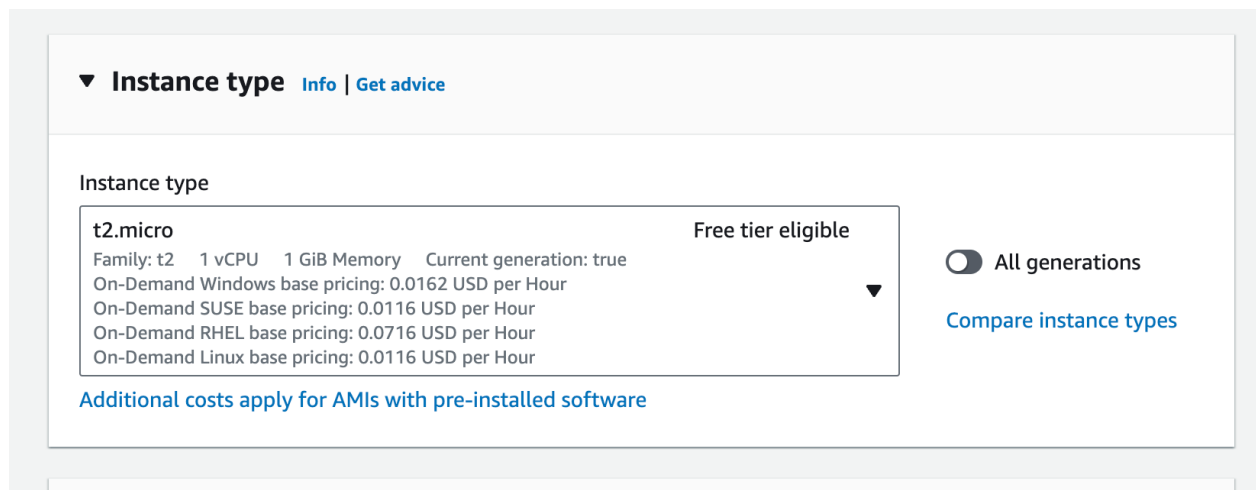 Instance type Info | Get advice
Instance type
t2.micro Free tier eligible
Family: t2 1 vCPU 1 GiB Memory Current generation: true
On-Demand Windows base pricing: 0.0162 USD per Hour
On-Demand SUSE base pricing: 0.0116 USD per Hour
On-Demand RHEL base pricing: 0.0716 USD per Hour
On-Demand Linux base pricing: 0.0116 USD per Hour
All generations
Compare instance types
Additional costs apply for AMIs with pre-installed software